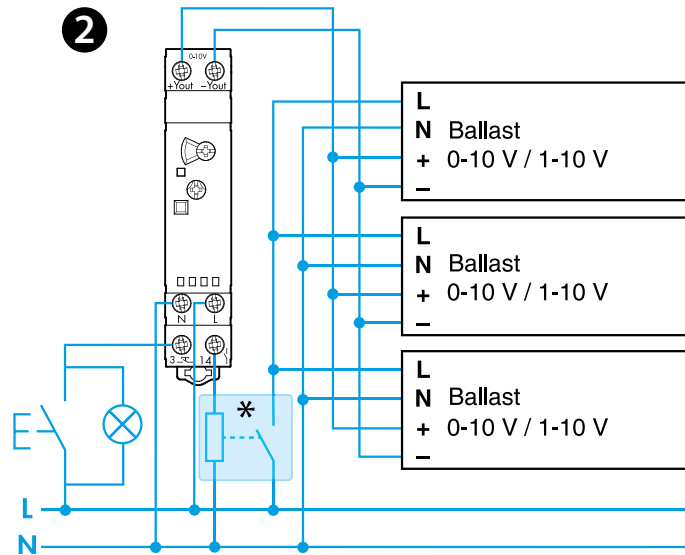 2
0-10V
+Yout −Yout
L
N Ballast
+ 0-10 V / 1-10 V
−
L
N Ballast
+ 0-10 V / 1-10 V
−
L
N Ballast
+ 0-10 V / 1-10 V
−
N L
3 14
*
L
N